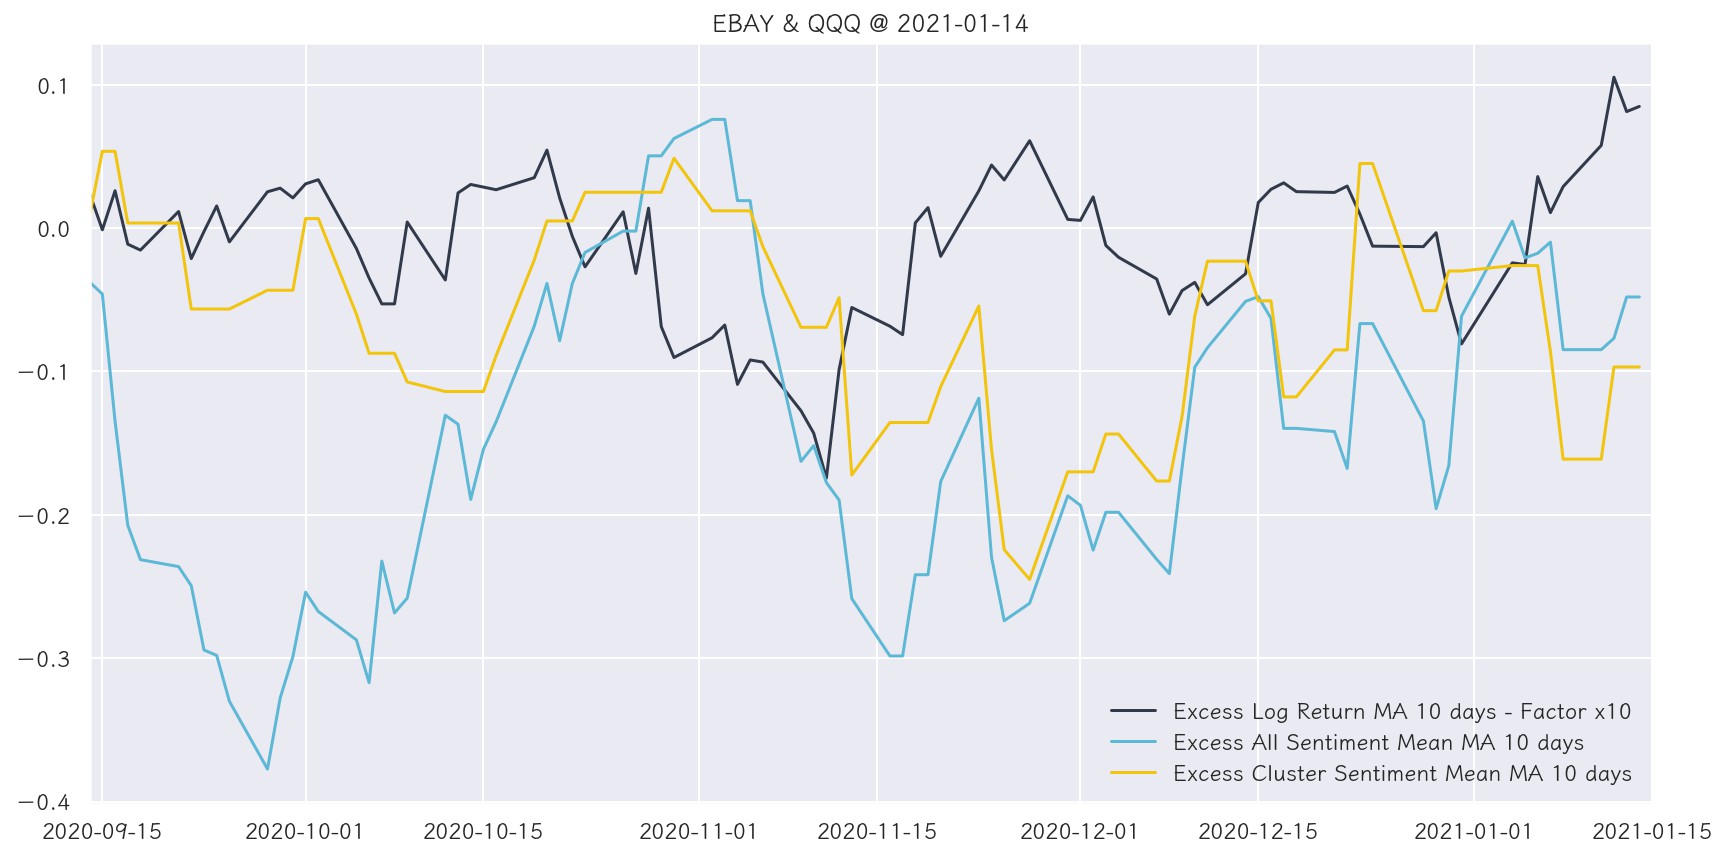 EBAY & QQQ @ 2021-01-14
0.1
0.0
−0.1
−0.2
−0.3
−0.4
Excess Log Return MA 10 days - Factor x10
Excess All Sentiment Mean MA 10 days
Excess Cluster Sentiment Mean MA 10 days
2020-09-15 2020-10-01 2020-10-15 2020-11-01 2020-11-15 2020-12-01 2020-12-15 2021-01-01 2021-01-15